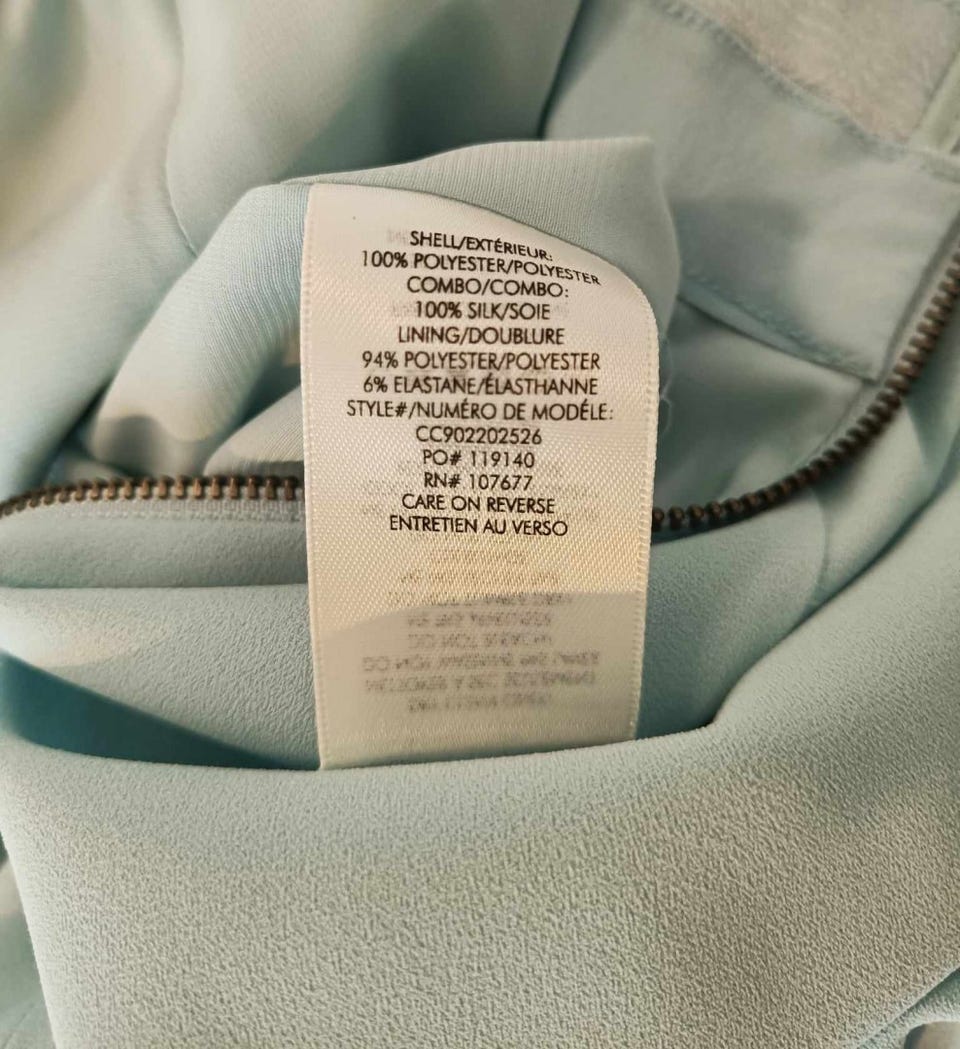 SHELL/EXTÉRIEUR:
100% POLYESTER/POLYESTER
COMBO/COMBO:
100% SILK/SOIE
LINING/DOUBLURE
94% POLYESTER/POLYESTER
6% ELASTANE/ÉLASTHANNE
STYLE#/NUMÉRO DE MODÉLE:
CC902202526
PO# 119140
RN# 107677
CARE ON REVERSE
ENTRETIEN AU VERSO